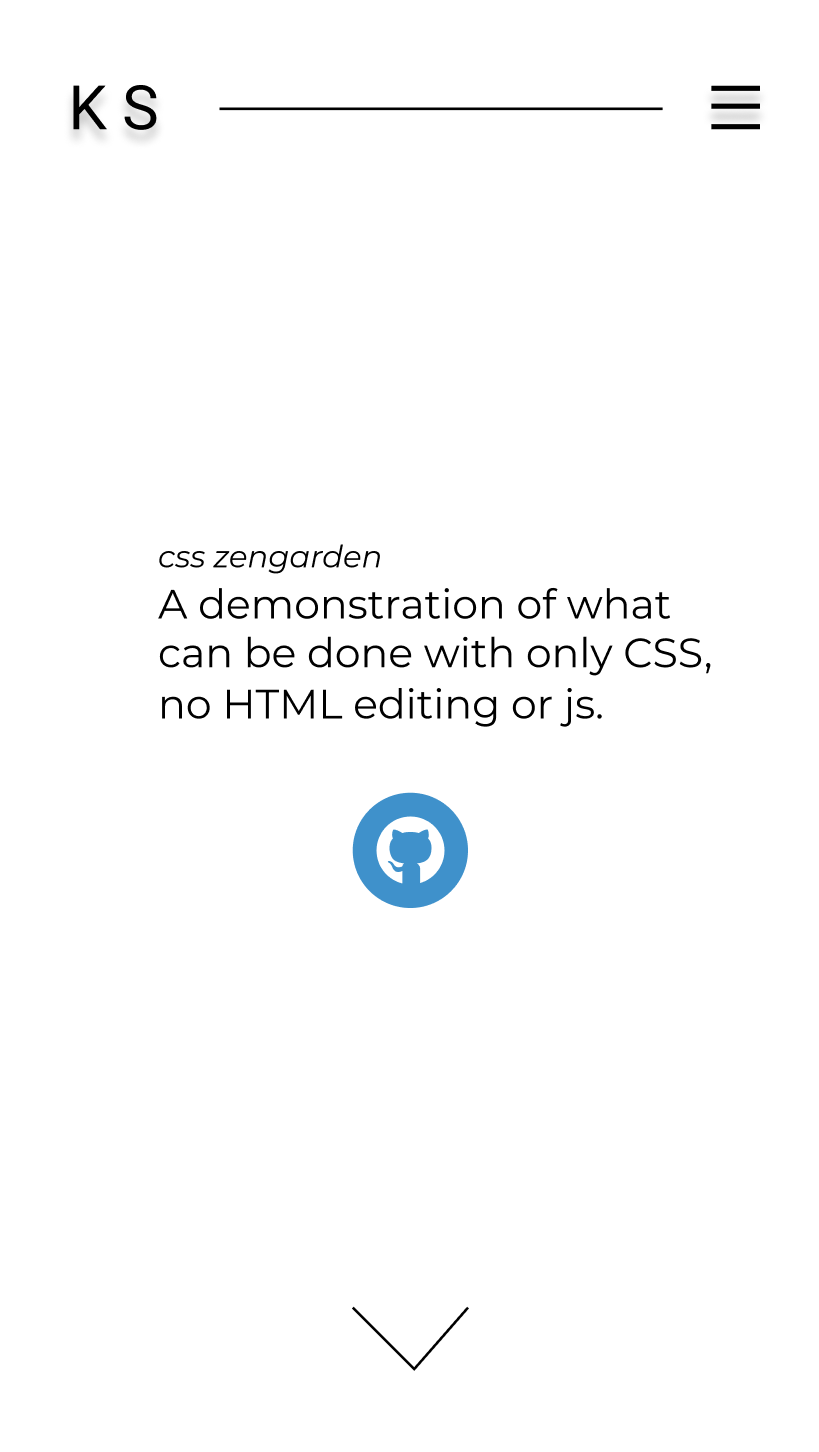 K S
css zengarden
A demonstration of what
can be done with only CSS,
no HTML editing or js.